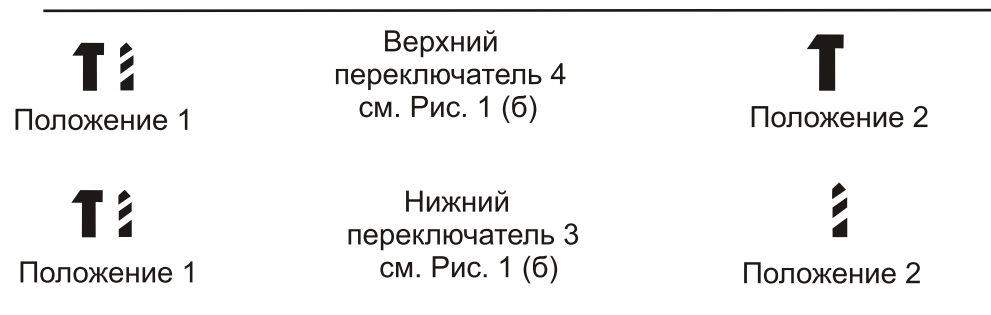 Верхний
переключатель 4
см. Рис. 1 (б)
Положение 1
Положение 2
Нижний
переключатель 3
см. Рис. 1 (б)
Положение 1
Положение 2